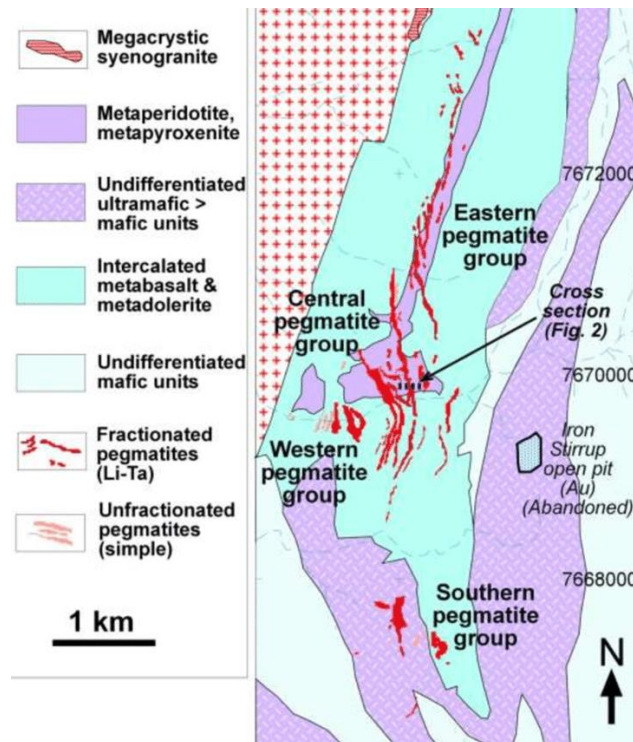 Megacrystic
syenogranite
Metaperidotite,
metapyroxenite
Undifferentiated
ultramafic >
mafic units
Intercalated
metabasalt &
metadolerite
Undifferentiated
mafic units
Fractionated
pegmatites
(Li-Ta)
Unfractionated
pegmatites
(simple)
1 km
7672000
Eastern
pegmatite
group
Central
pegmatite
group
Cross
section
(Fig. 2)
7670000
Western
pegmatite
group
Iron
Stirrup
open pit
(Au)
(Abandoned)
7668000
Southern
pegmatite
group
N